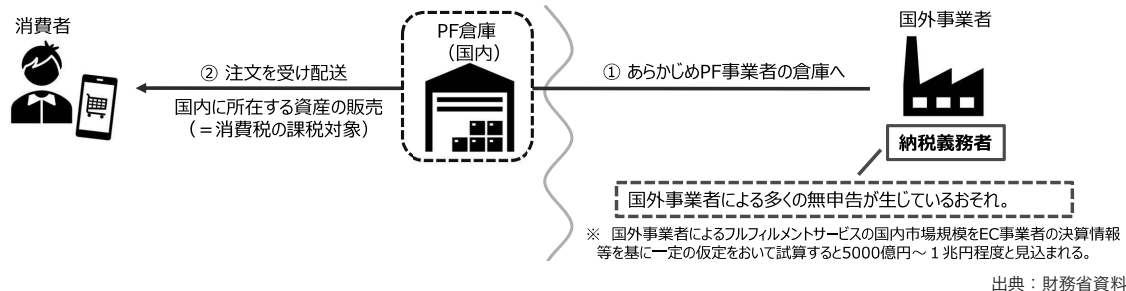 消費者
② 注文を受け配送
国内に所在する資産の販売
（＝消費税の課税対象）
PF倉庫
（国内）
① あらかじめPF事業者の倉庫へ
国外事業者
納税義務者
国外事業者による多くの無申告が生じているおそれ。
※ 国外事業者によるフルフィルメントサービスの国内市場規模をEC事業者の決算情報
等を基に一定の仮定をおいて試算すると5000億円～１兆円程度と見込まれる。
出典：財務省資料